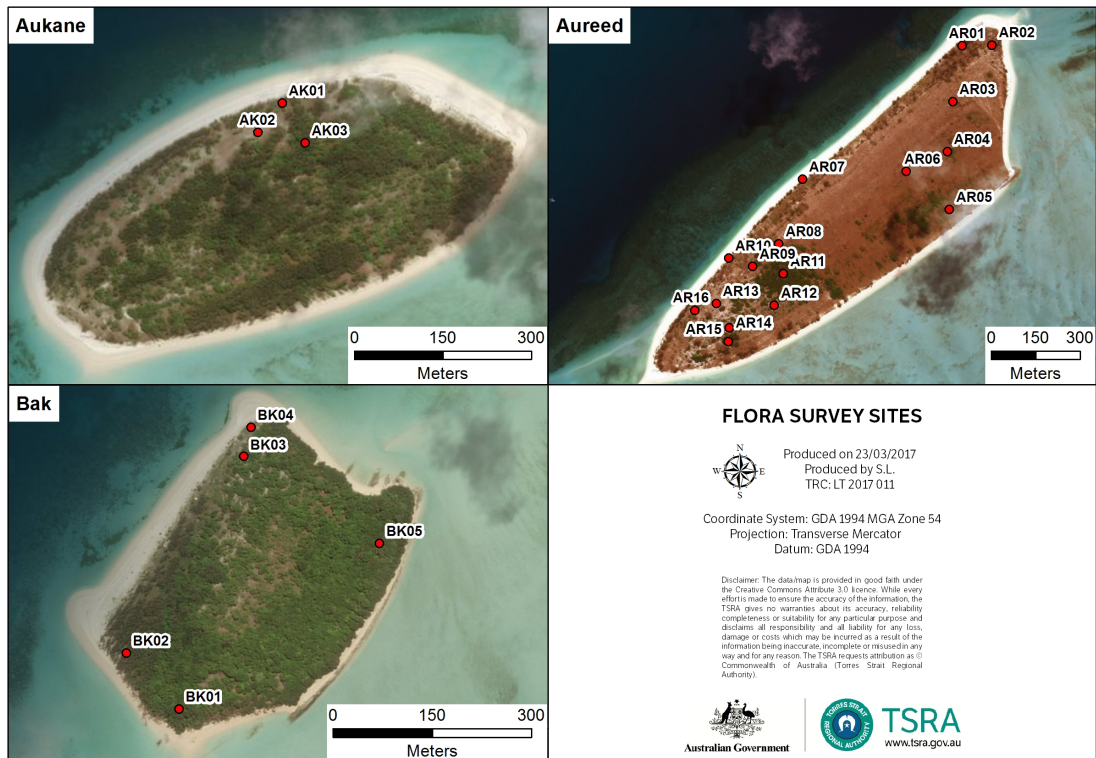 Aukane
AK01
AK02
AK03
0 150 300
Meters
Aureed
AR01 AR02
AR03
AR04
AR06
AR07
AR05
AR08
AR10
AR09
AR11
AR13
AR16
AR12
AR14
AR15
0 150 300
Meters
Bak
BK04
BK03
BK05
BK02
BK01
0 150 300
Meters
FLORA SURVEY SITES
N
W E
S
Produced on 23/03/2017
Produced by S.L.
TRC: LT 2017 011
Coordinate System: GDA 1994 MGA Zone 54
Projection: Transverse Mercator
Datum: GDA 1994
Disclaimer: The data/map is provided in good faith under
the Creative Commons Attribute 3.0 licence. While every
effort is made to ensure the accuracy of the information, the
TSRA gives no warranties about its accuracy, reliability
completeness or suitability for any particular purpose and
disclaims all responsibility and all liability for any loss,
damage or costs which may be incurred as a result of the
information being inaccurate, incomplete or misused in any
way and for any reason. The TSRA requests attribution as ©
Commonwealth of Australia (Torres Strait Regional
Authority).
Australian Government
TORRES STRAIT
REGIONAL AUTHORITY
TSRA
www.tsra.gov.au